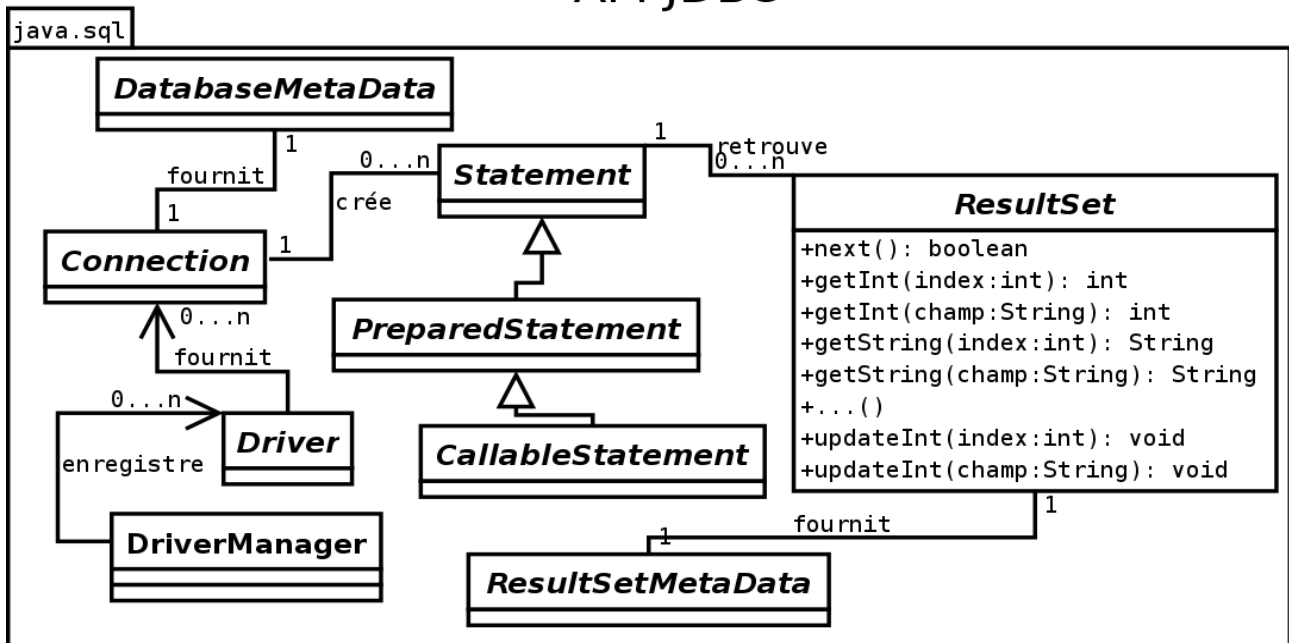 API JDBC
java.sql
DatabaseMetaData
1
fournit
1
0...n
crée
1
Statement
1
retrouve
0...n
ResultSet
+next(): boolean
+getInt(index:int): int
+getInt(champ:String): int
+getString(index:int): String
+getString(champ:String): String
+...()
+updateInt(index:int): void
+updateInt(champ:String): void
Connection
0...n
fournit
PreparedStatement
0...n
enregistre
Driver
CallableStatement
DriverManager
1
fournit
1
ResultSetMetaData